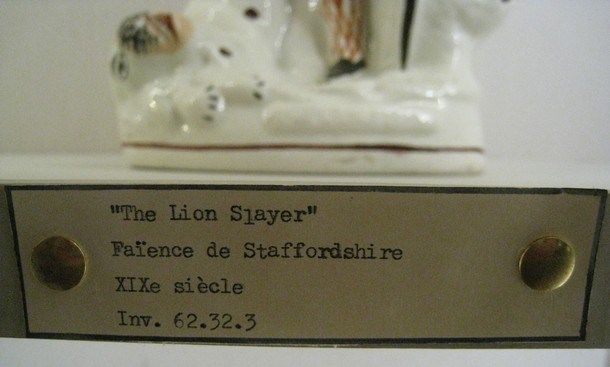 "The Lion Slayer"
Faïence de Staffordshire
XIXe siècle
Inv. 62.32.3